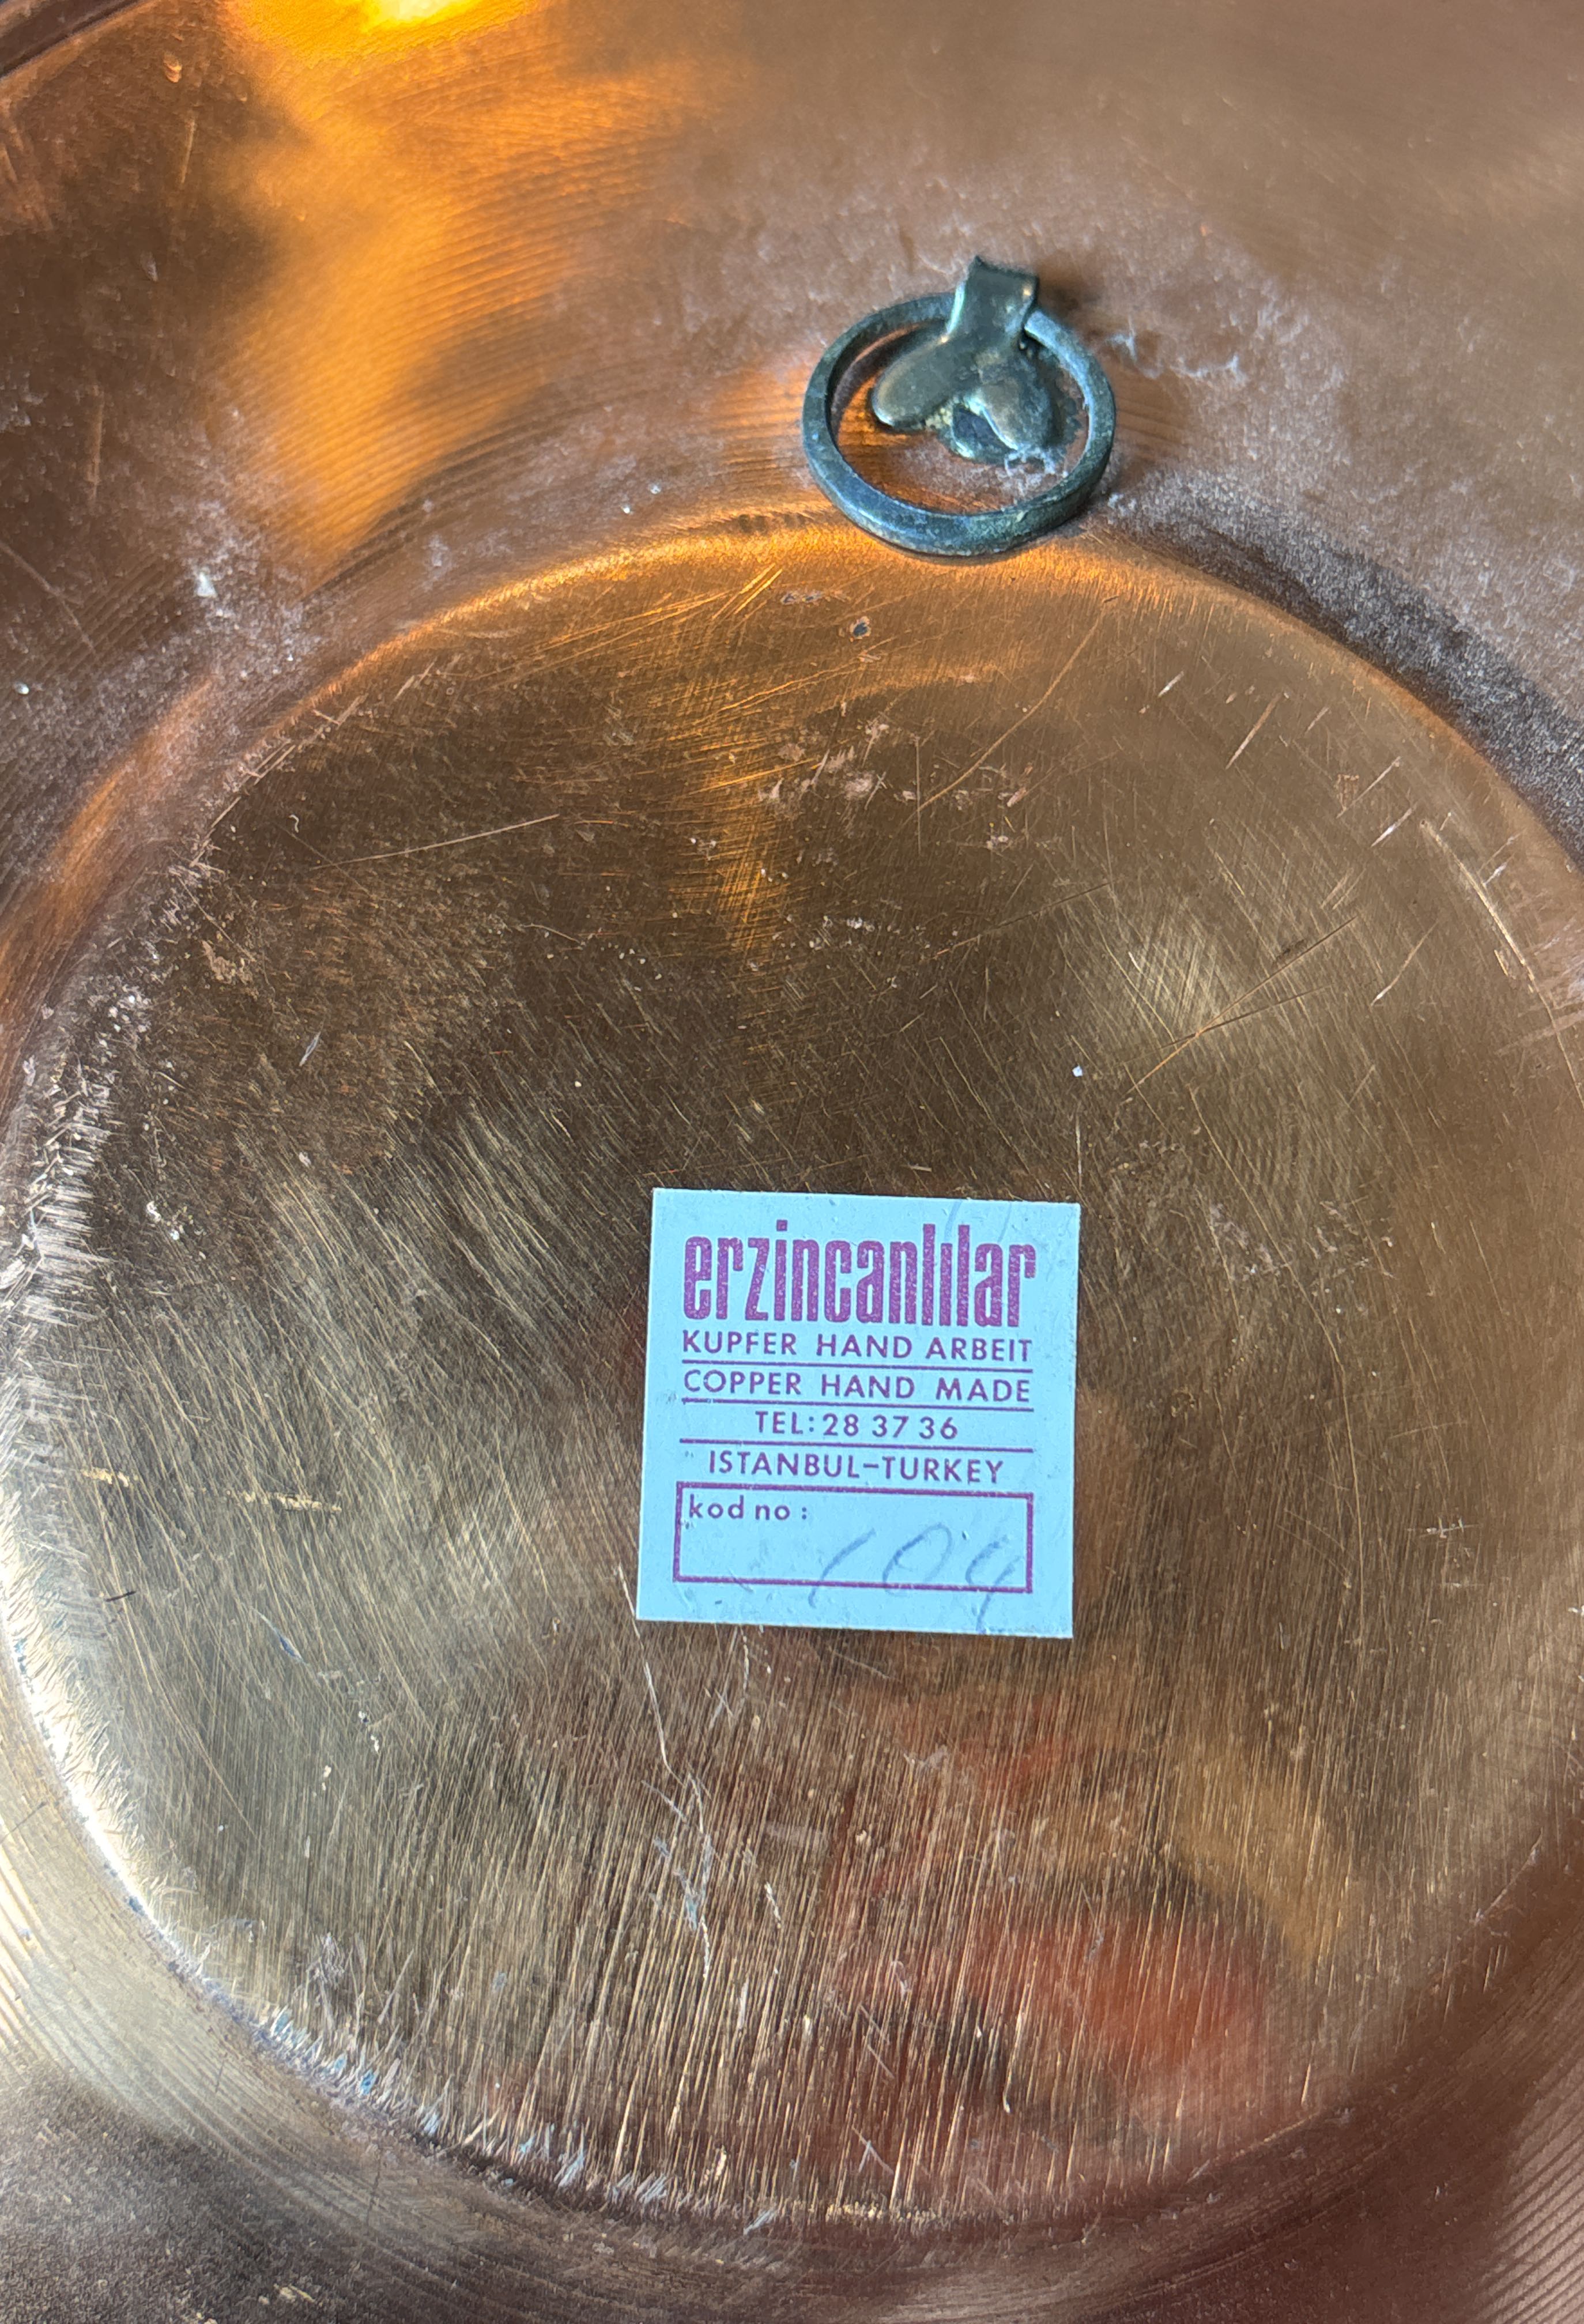 erzincanlılar
KUPFER HAND ARBEIT
COPPER HAND MADE
TEL: 28 37 36
ISTANBUL-TURKEY
kod no :
104